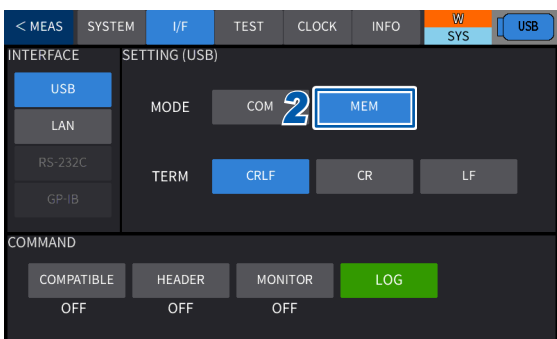 < MEAS SYSTEM I/F TEST CLOCK INFO W SYS USB
INTERFACE SETTING (USB)
USB
MODE COM 2 MEM
LAN
RS-232C
TERM CRLF CR LF
GP-IB
COMMAND
COMPATIBLE HEADER MONITOR LOG
OFF OFF OFF